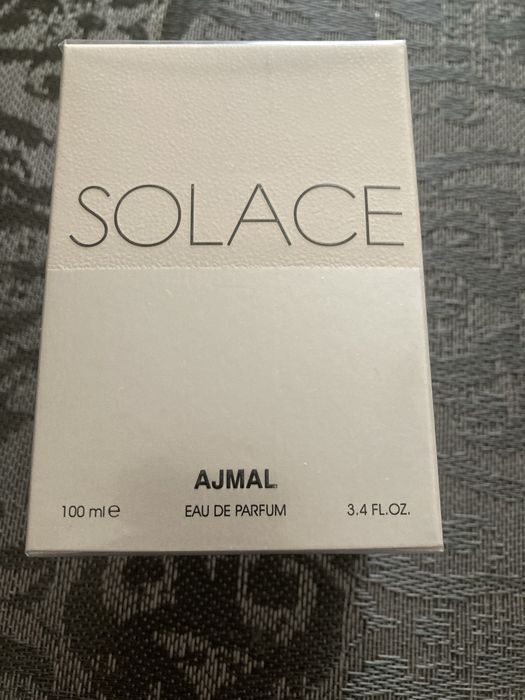 SOLACE
AJMAL
100 ml e EAU DE PARFUM 3.4 FL.OZ.